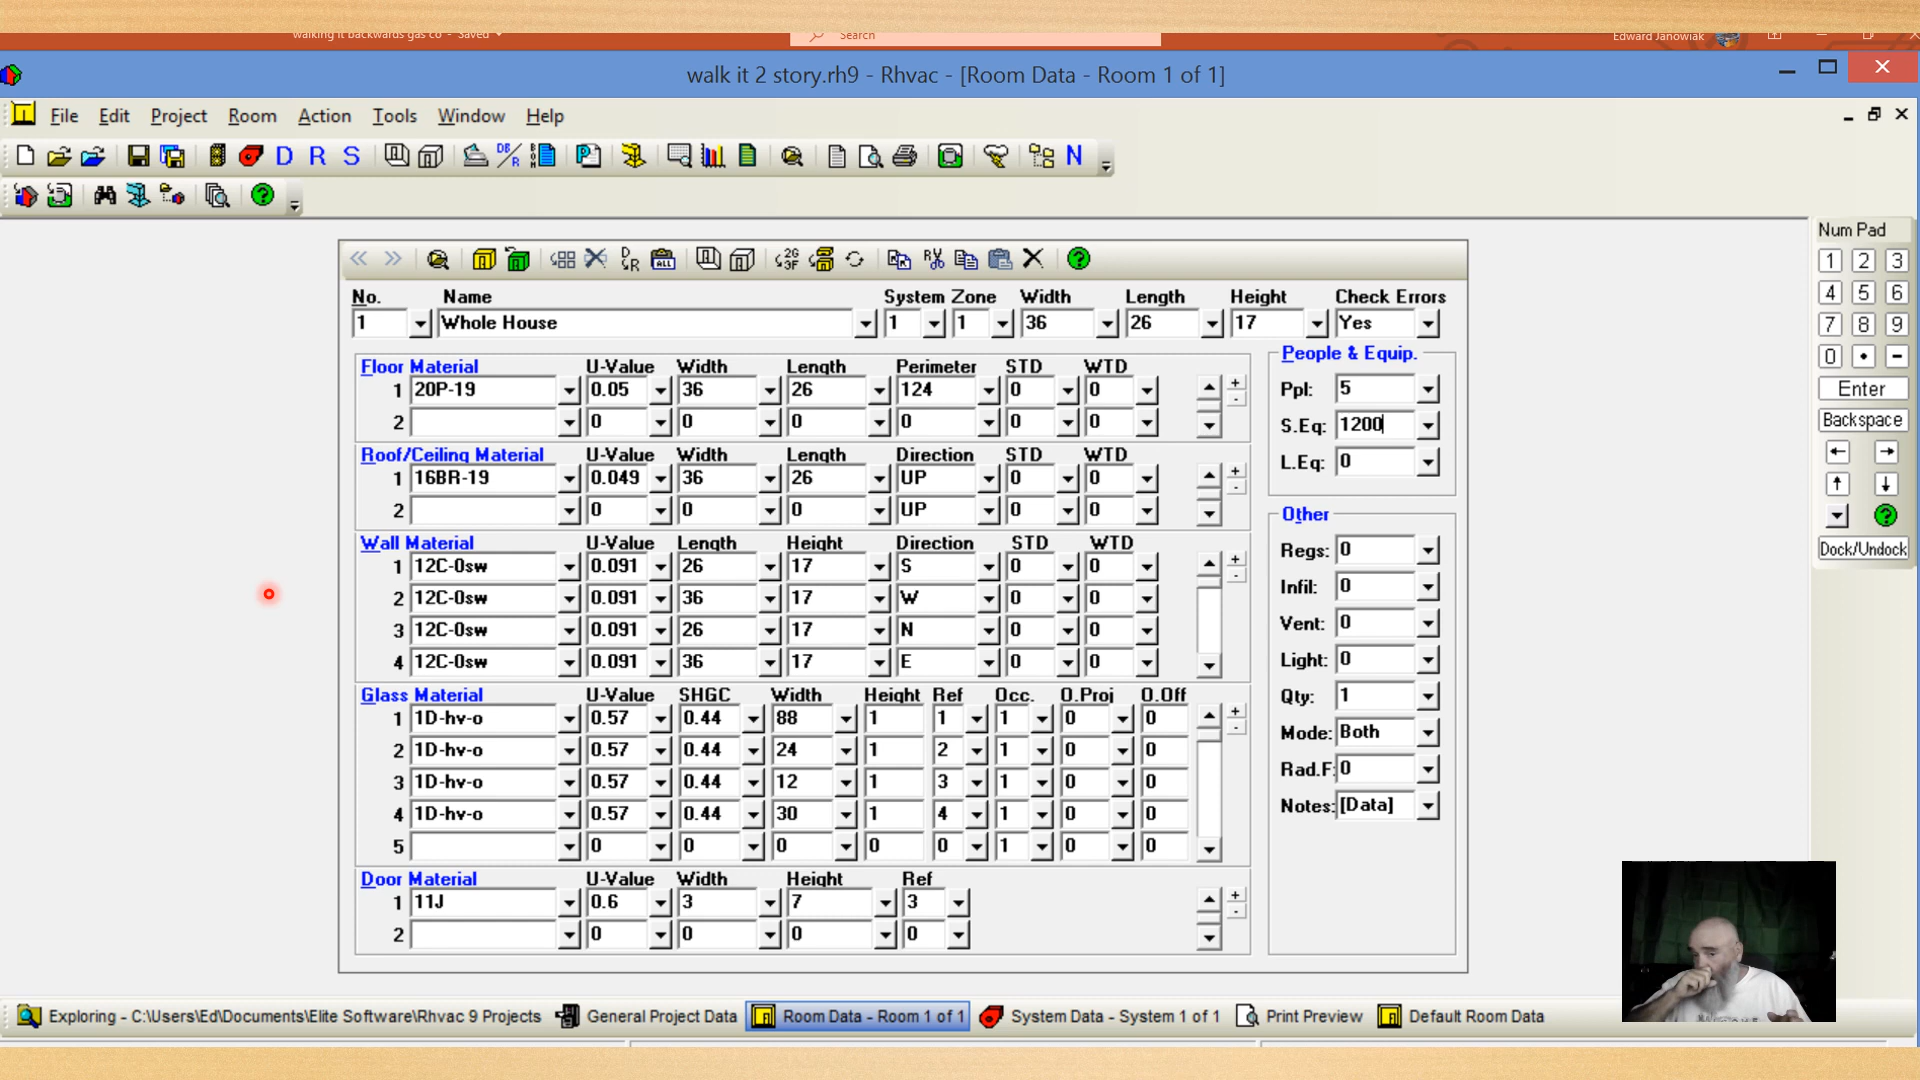 walking it backwards gas co - Saved
Search
Edward Janowiak
walk it 2 story.rh9 - Rhvac - [Room Data - Room 1 of 1]
File Edit Project Room Action Tools Window Help
D R S DB/R N
Num Pad
1 2 3
4 5 6
7 8 9
0 • -
Enter
Backspace
Dock/Undock
No. Name System Zone Width Length Height Check Errors
1 Whole House 1 1 36 26 17 Yes
Floor Material U-Value Width Length Perimeter STD WTD
1 20P-19 0.05 36 26 124 0 0
2 0 0 0 0 0 0
Roof/Ceiling Material U-Value Width Length Direction STD WTD
1 16BR-19 0.049 36 26 UP 0 0
2 0 0 0 UP 0 0
Wall Material U-Value Length Height Direction STD WTD
1 12C-0sw 0.091 26 17 S 0 0
2 12C-0sw 0.091 36 17 W 0 0
3 12C-0sw 0.091 26 17 N 0 0
4 12C-0sw 0.091 36 17 E 0 0
Glass Material U-Value SHGC Width Height Ref Occ. O.Proj O.Off
1 1D-hv-o 0.57 0.44 88 1 1 1 0 0
2 1D-hv-o 0.57 0.44 24 1 2 1 0 0
3 1D-hv-o 0.57 0.44 12 1 3 1 0 0
4 1D-hv-o 0.57 0.44 30 1 4 1 0 0
5 0 0 0 0 0 1 0 0
Door Material U-Value Width Height Ref
1 11J 0.6 3 7 3
2 0 0 0 0
People & Equip.
Ppl: 5
S.Eq: 1200
L.Eq: 0
Other
Regs: 0
Infil: 0
Vent: 0
Light: 0
Qty: 1
Mode: Both
Rad.F: 0
Notes: [Data]
Exploring - C:\Users\Ed\Documents\Elite Software\Rhvac 9 Projects General Project Data Room Data - Room 1 of 1 System Data - System 1 of 1 Print Preview Default Room Data